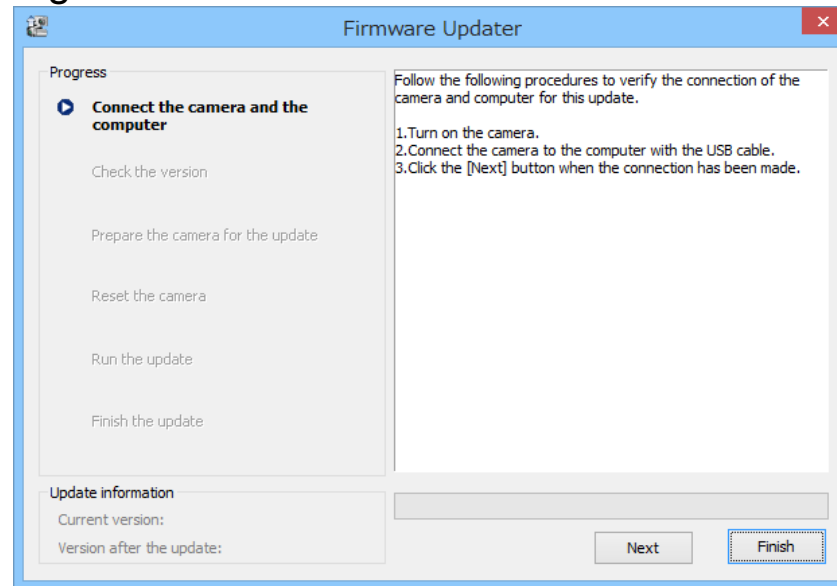 Firmware Updater
Progress
Connect the camera and the
computer
Check the version
Prepare the camera for the update
Reset the camera
Run the update
Finish the update
Follow the following procedures to verify the connection of the
camera and computer for this update.
1.Turn on the camera.
2.Connect the camera to the computer with the USB cable.
3.Click the [Next] button when the connection has been made.
Update information
Current version:
Version after the update:
Next
Finish